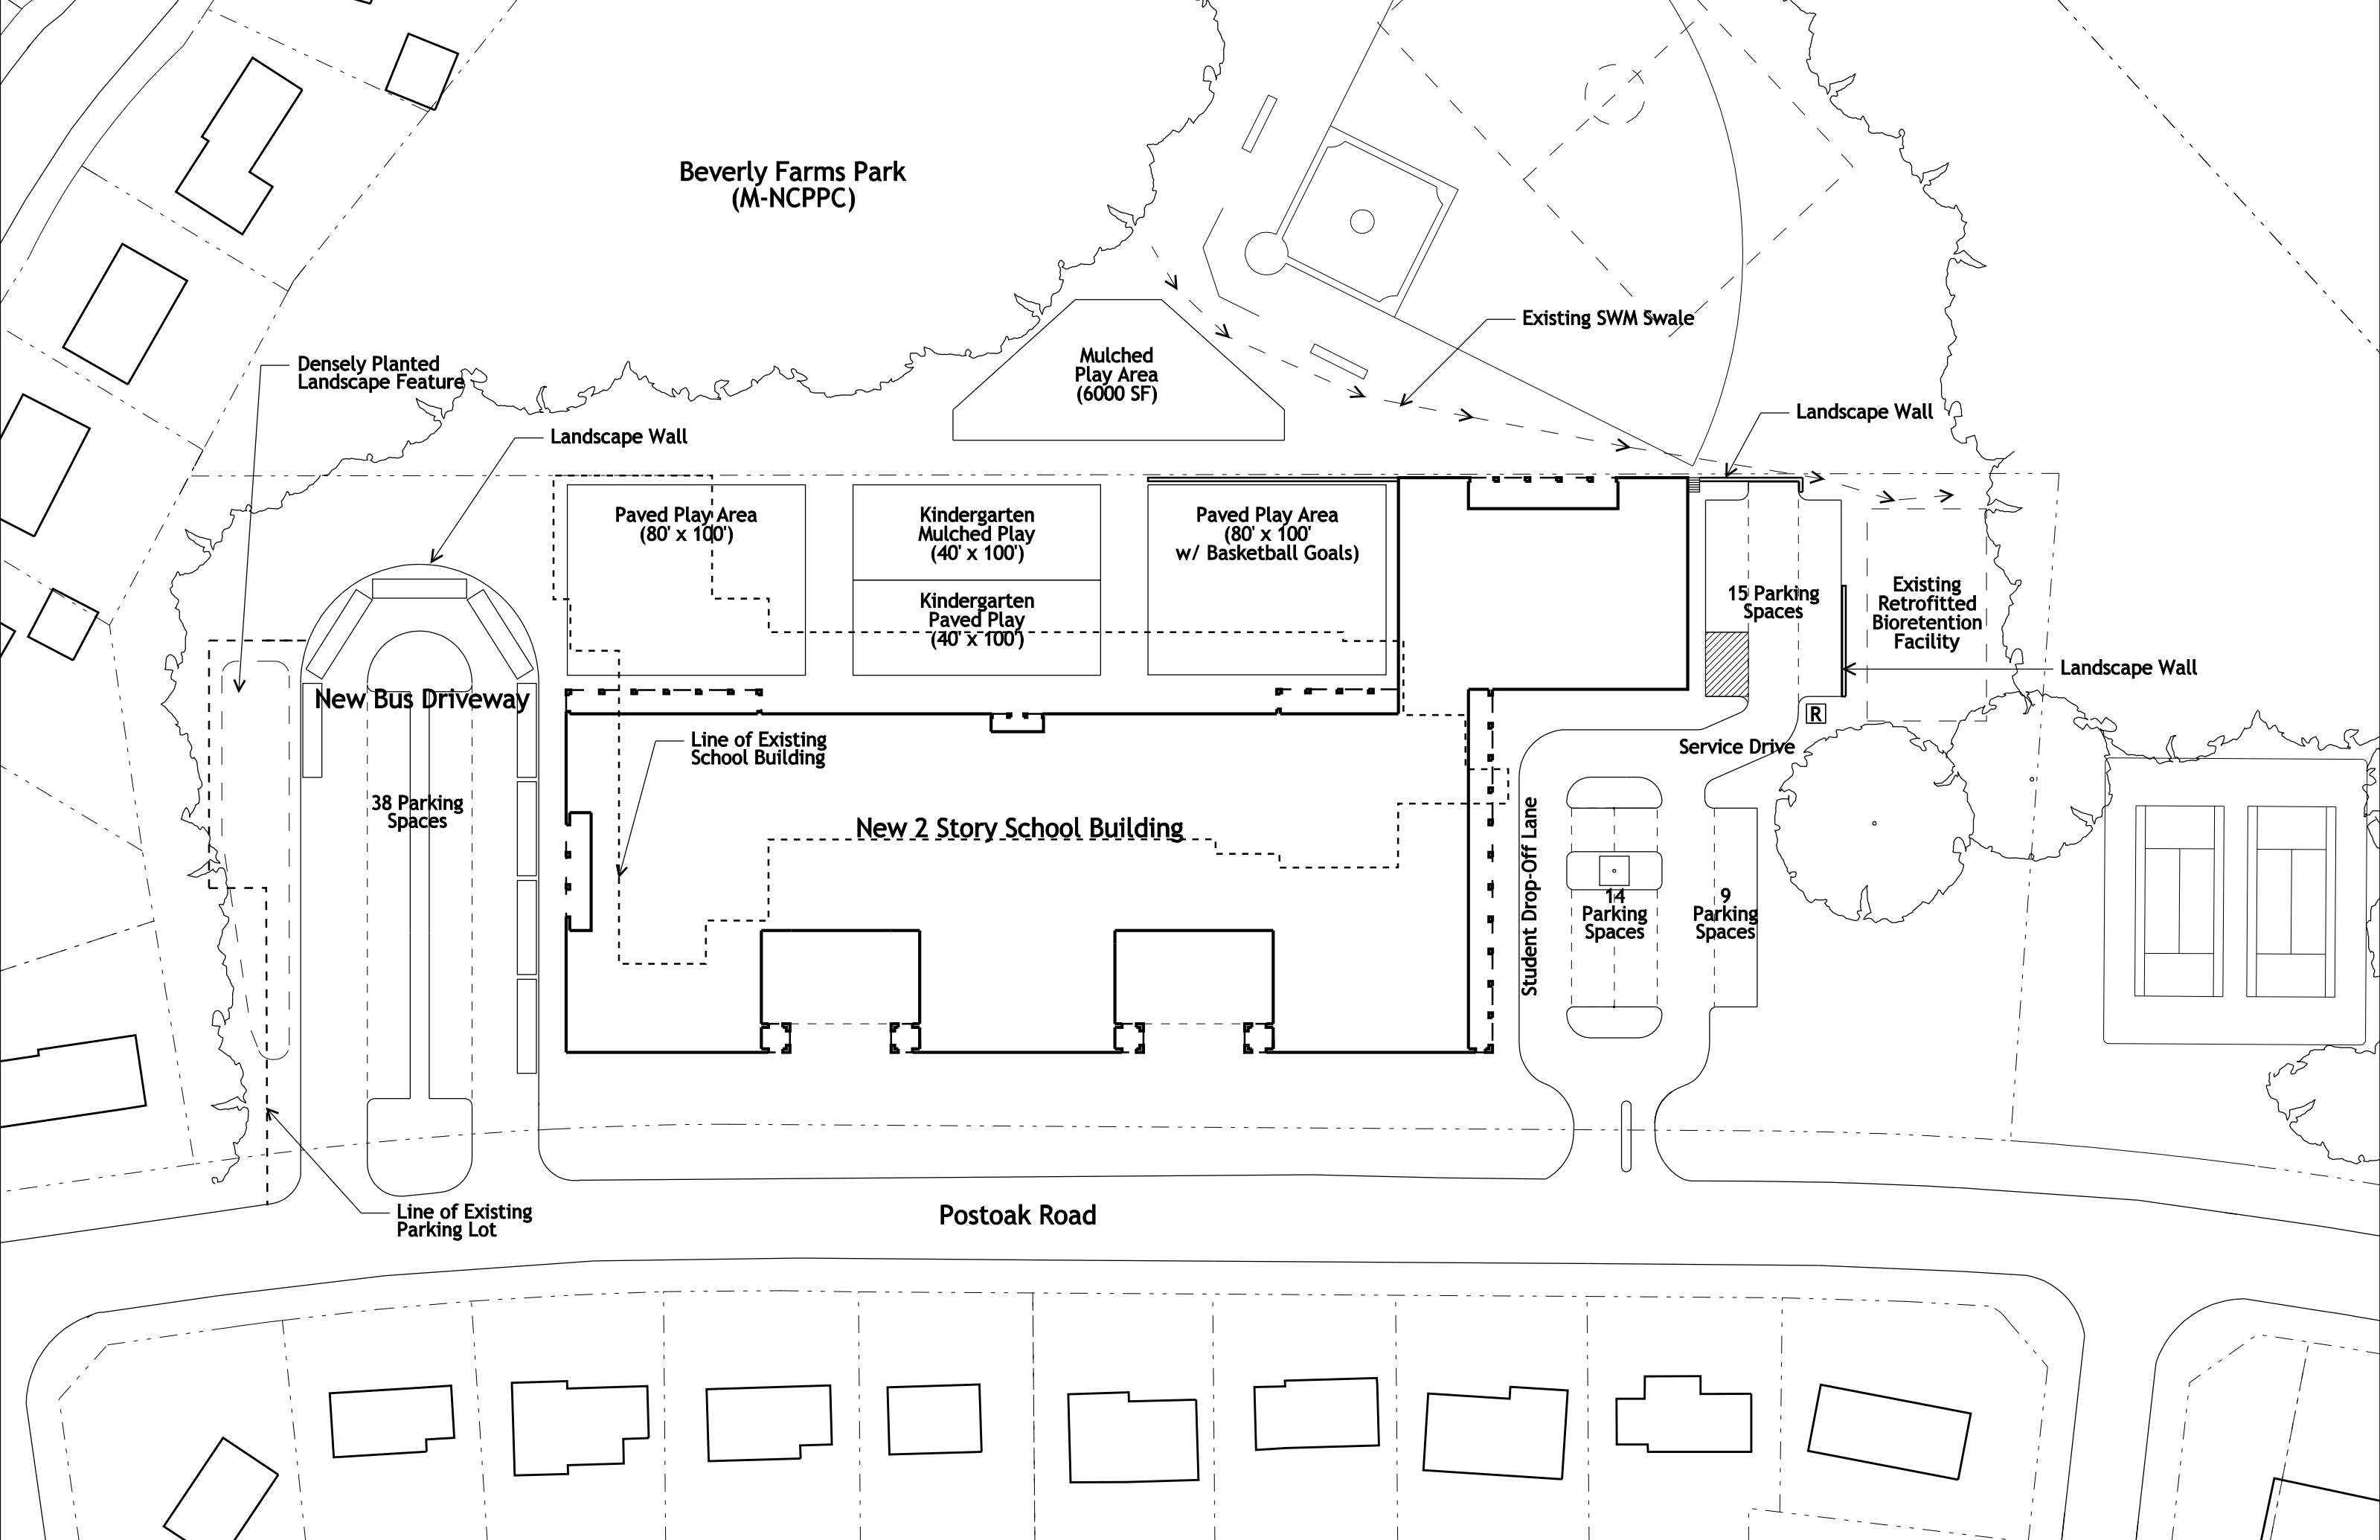 Beverly Farms Park
(M-NCPPC)
Existing SWM Swale
Mulched
Play Area
(6000 SF)
Densely Planted
Landscape Feature
Landscape Wall
Landscape Wall
Paved Play Area
(80' x 100')
Kindergarten
Mulched Play
(40' x 100')
Kindergarten
Paved Play
(40' x 100')
Paved Play Area
(80' x 100'
w/ Basketball Goals)
15 Parking
Spaces
Existing
Retrofitted
Bioretention
Facility
Landscape Wall
New Bus Driveway
R
Service Drive
Line of Existing
School Building
38 Parking
Spaces
New 2 Story School Building
Student Drop-Off Lane
14
Parking
Spaces
9
Parking
Spaces
Line of Existing
Parking Lot
Postoak Road